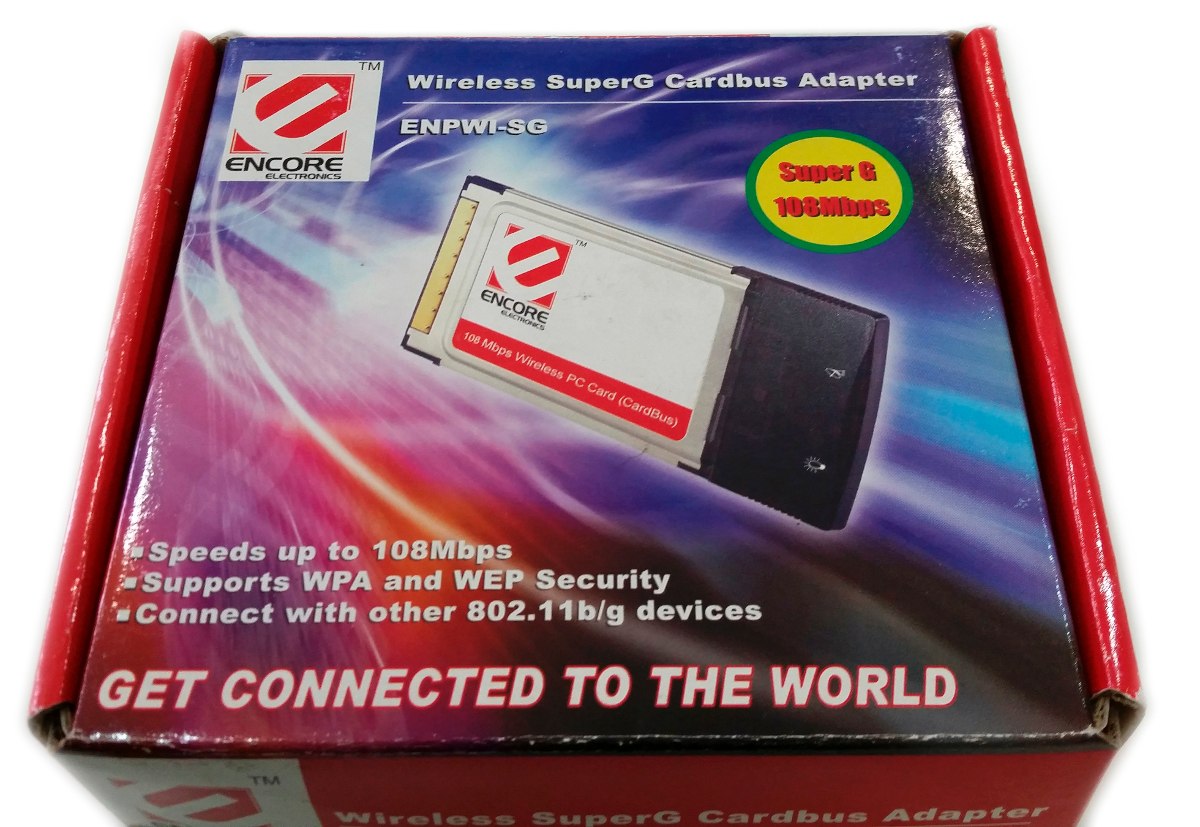 TM
Wireless SuperG Cardbus Adapter
ENPWI-SG
ENCORE
ELECTRONICS
Super G
108Mbps
TM
ENCORE
ELECTRONICS
108 Mbps Wireless PC Card (CardBus)
▪Speeds up to 108Mbps
▪Supports WPA and WEP Security
▪Connect with other 802.11b/g devices
GET CONNECTED TO THE WORLD
TM
Wireless SuperG Cardbus Adapter
ENCORE